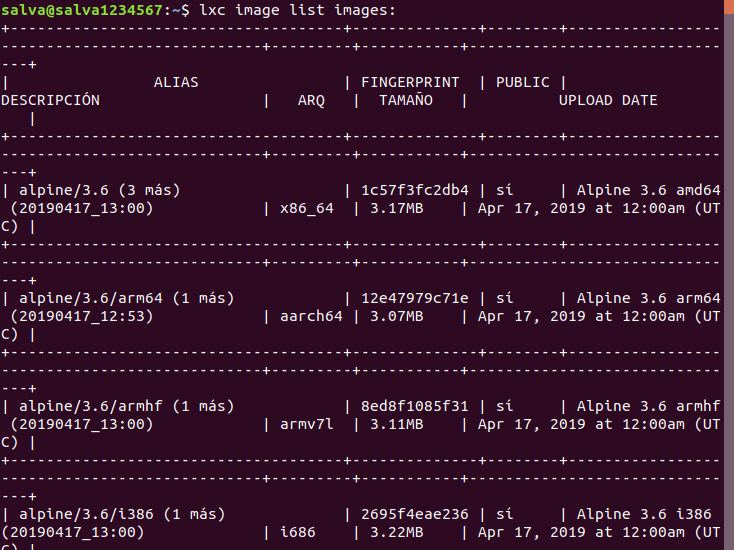 salva@salva1234567:~$ lxc image list images:
+-------------------------------------+--------------+--------+-----------------
-----------------------------+---------+---------+----------------------------
---+
|                ALIAS                | FINGERPRINT  | PUBLIC |
DESCRIPCIÓN                  |   ARQ   |  TAMAÑO   |          UPLOAD DATE
   |
+-------------------------------------+--------------+--------+-----------------
-----------------------------+---------+---------+----------------------------
---+
| alpine/3.6 (3 más)                  | 1c57f3fc2db4 | sí     | Alpine 3.6 amd64
 (20190417_13:00)            | x86_64  | 3.17MB    | Apr 17, 2019 at 12:00am (UT
C) |
+-------------------------------------+--------------+--------+-----------------
-----------------------------+---------+---------+----------------------------
---+
| alpine/3.6/arm64 (1 más)            | 12e47979c71e | sí     | Alpine 3.6 arm64
 (20190417_12:53)            | aarch64 | 3.07MB    | Apr 17, 2019 at 12:00am (UT
C) |
+-------------------------------------+--------------+--------+-----------------
-----------------------------+---------+---------+----------------------------
---+
| alpine/3.6/armhf (1 más)            | 8ed8f1085f31 | sí     | Alpine 3.6 armhf
 (20190417_13:00)            | armv7l  | 3.11MB    | Apr 17, 2019 at 12:00am (UT
C) |
+-------------------------------------+--------------+--------+-----------------
-----------------------------+---------+---------+----------------------------
---+
| alpine/3.6/i386 (1 más)             | 2695f4eae236 | sí     | Alpine 3.6 i386
(20190417_13:00)             | i686    | 3.22MB    | Apr 17, 2019 at 12:00am (UT
C) |